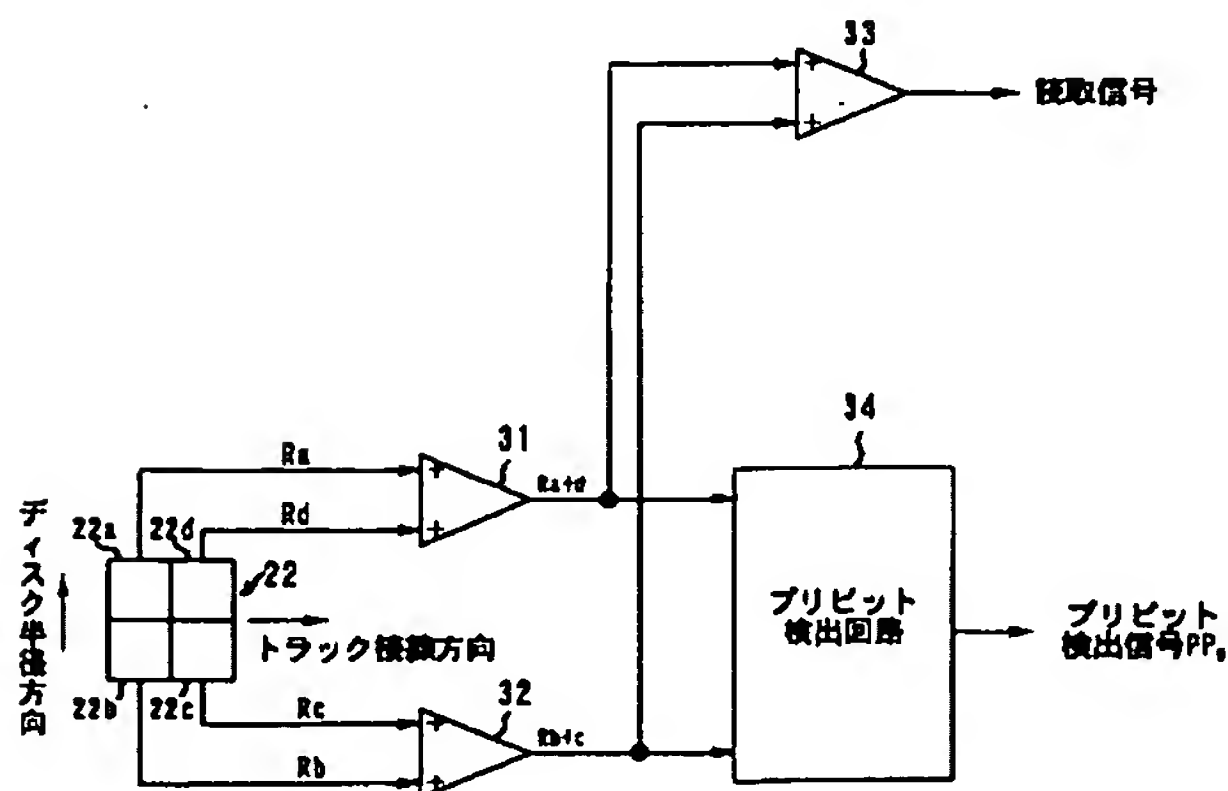 33
読取信号
34
31
Ra
Ra+d
Rd
ディスク半径方向
22a
22d
22
プリピット
検出回路
プリピット
検出信号PPs
トラック接線方向
22b
22c
32
Rc
Rb+c
Rb